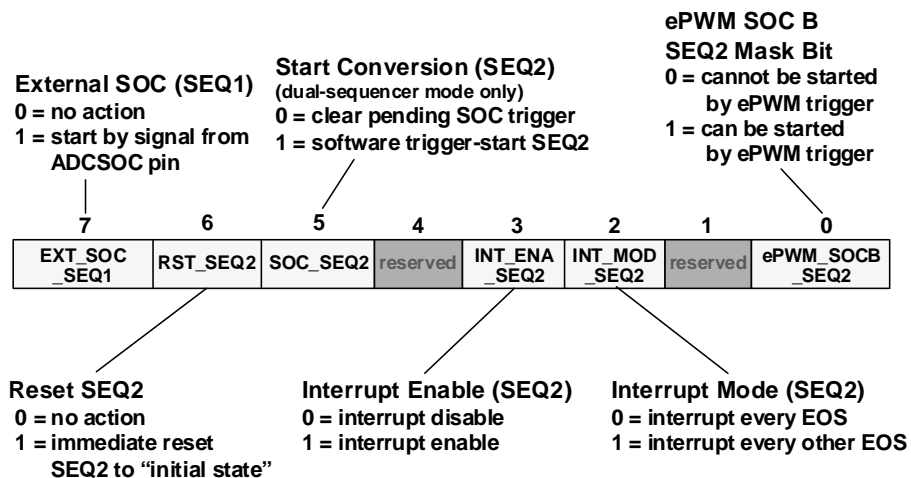 External SOC (SEQ1)
0 = no action
1 = start by signal from
ADCSOC pin
Start Conversion (SEQ2)
(dual-sequencer mode only)
0 = clear pending SOC trigger
1 = software trigger-start SEQ2
ePWM SOC B
SEQ2 Mask Bit
0 = cannot be started
by ePWM trigger
1 = can be started
by ePWM trigger
7 6 5 4 3 2 1 0
EXT_SOC
_SEQ1
RST_SEQ2
SOC_SEQ2
reserved
INT_ENA
_SEQ2
INT_MOD
_SEQ2
reserved
ePWM_SOCB
_SEQ2
Reset SEQ2
0 = no action
1 = immediate reset
SEQ2 to “initial state”
Interrupt Enable (SEQ2)
0 = interrupt disable
1 = interrupt enable
Interrupt Mode (SEQ2)
0 = interrupt every EOS
1 = interrupt every other EOS